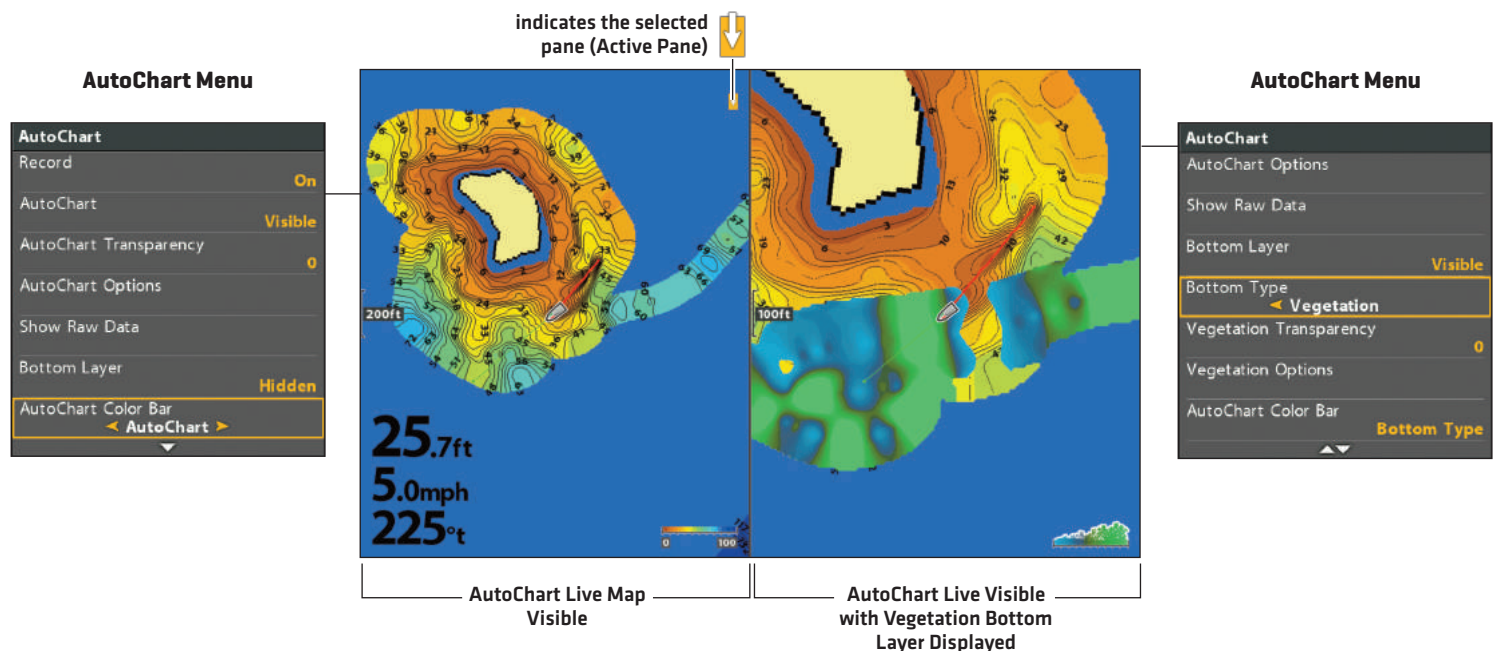 indicates the selected
pane (Active Pane)
AutoChart Menu
AutoChart
Record
On
AutoChart
Visible
AutoChart Transparency
0
AutoChart Options
Show Raw Data
Bottom Layer
Hidden
AutoChart Color Bar
AutoChart
200ft
25.7ft
5.0mph
225°t
0 100
100ft
AutoChart Menu
AutoChart
AutoChart Options
Show Raw Data
Bottom Layer
Visible
Bottom Type
Vegetation
Vegetation Transparency
0
Vegetation Options
AutoChart Color Bar
Bottom Type
AutoChart Live Map
Visible
AutoChart Live Visible
with Vegetation Bottom
Layer Displayed